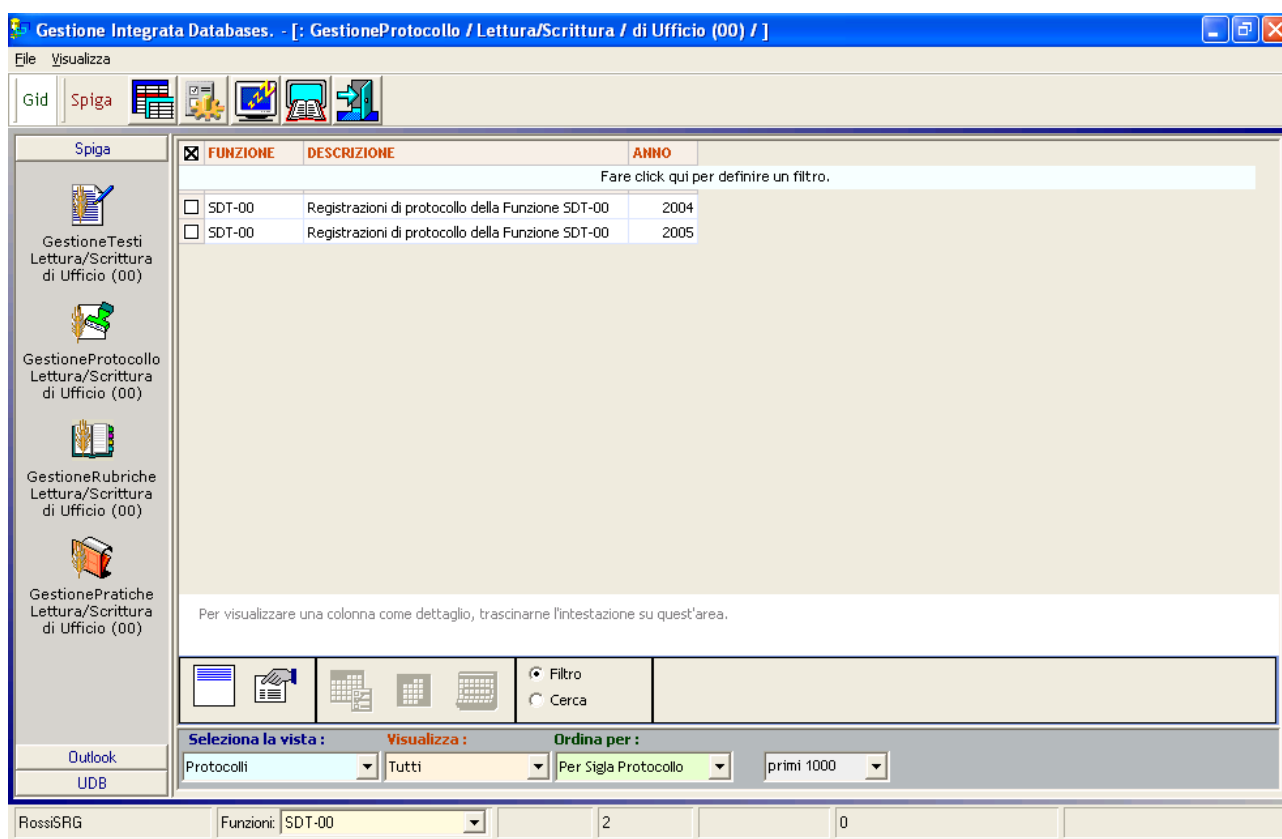 Gestione Integrata Databases. - [: GestioneProtocollo / Lettura/Scrittura / di Ufficio (00) / ]
File Visualizza
Gid Spiga
Spiga
GestioneTesti
Lettura/Scrittura
di Ufficio (00)
GestioneProtocollo
Lettura/Scrittura
di Ufficio (00)
GestioneRubriche
Lettura/Scrittura
di Ufficio (00)
GestionePratiche
Lettura/Scrittura
di Ufficio (00)
Outlook
UDB
FUNZIONE DESCRIZIONE ANNO
Fare click qui per definire un filtro.
SDT-00 Registrazioni di protocollo della Funzione SDT-00 2004
SDT-00 Registrazioni di protocollo della Funzione SDT-00 2005
Per visualizzare una colonna come dettaglio, trascinarne l'intestazione su quest'area.
Filtro
Cerca
Seleziona la vista : Visualizza : Ordina per :
Protocolli Tutti Per Sigla Protocollo primi 1000
RossiSRG Funzioni: SDT-00 2 0